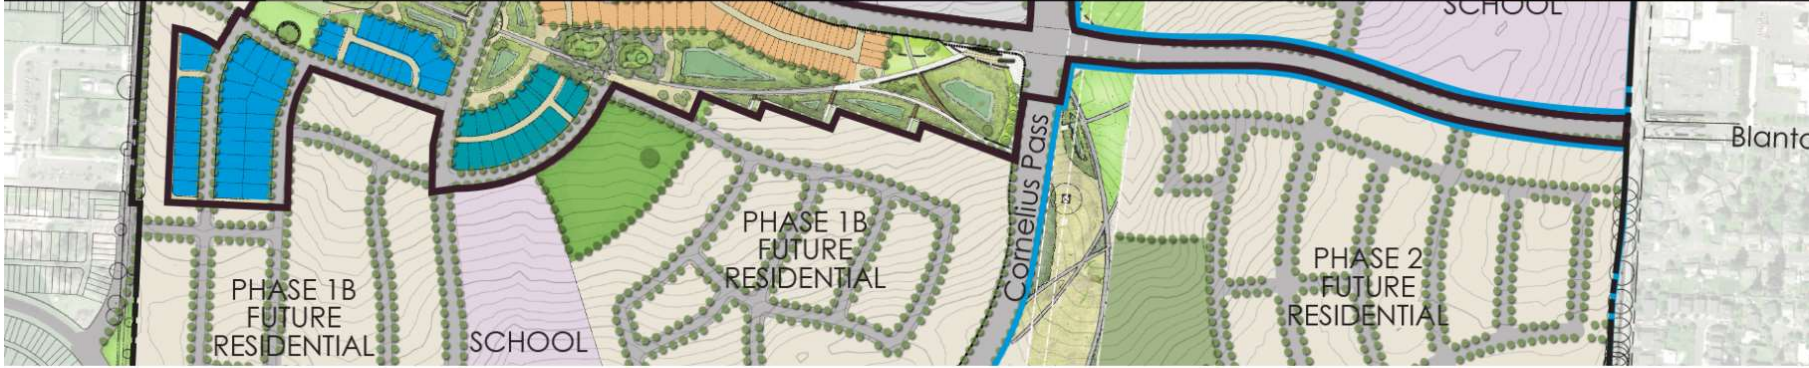 SCHOOL
Blanto
Cornelius Pass
PHASE 1B
FUTURE
RESIDENTIAL
PHASE 2
FUTURE
RESIDENTIAL
PHASE 1B
FUTURE
RESIDENTIAL
SCHOOL